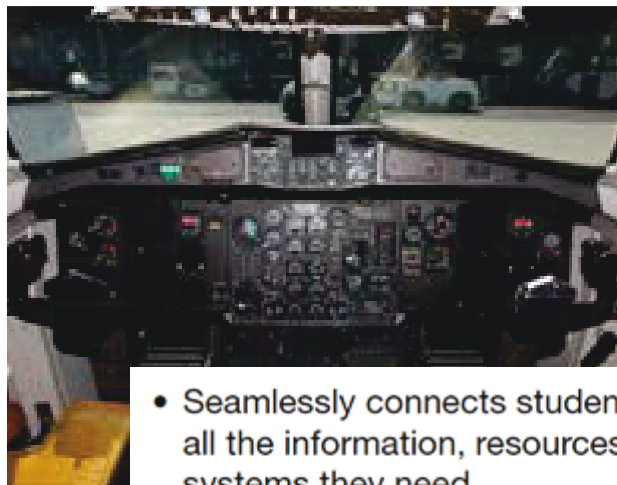 • Seamlessly connects studen
all the information, resources
systems they need